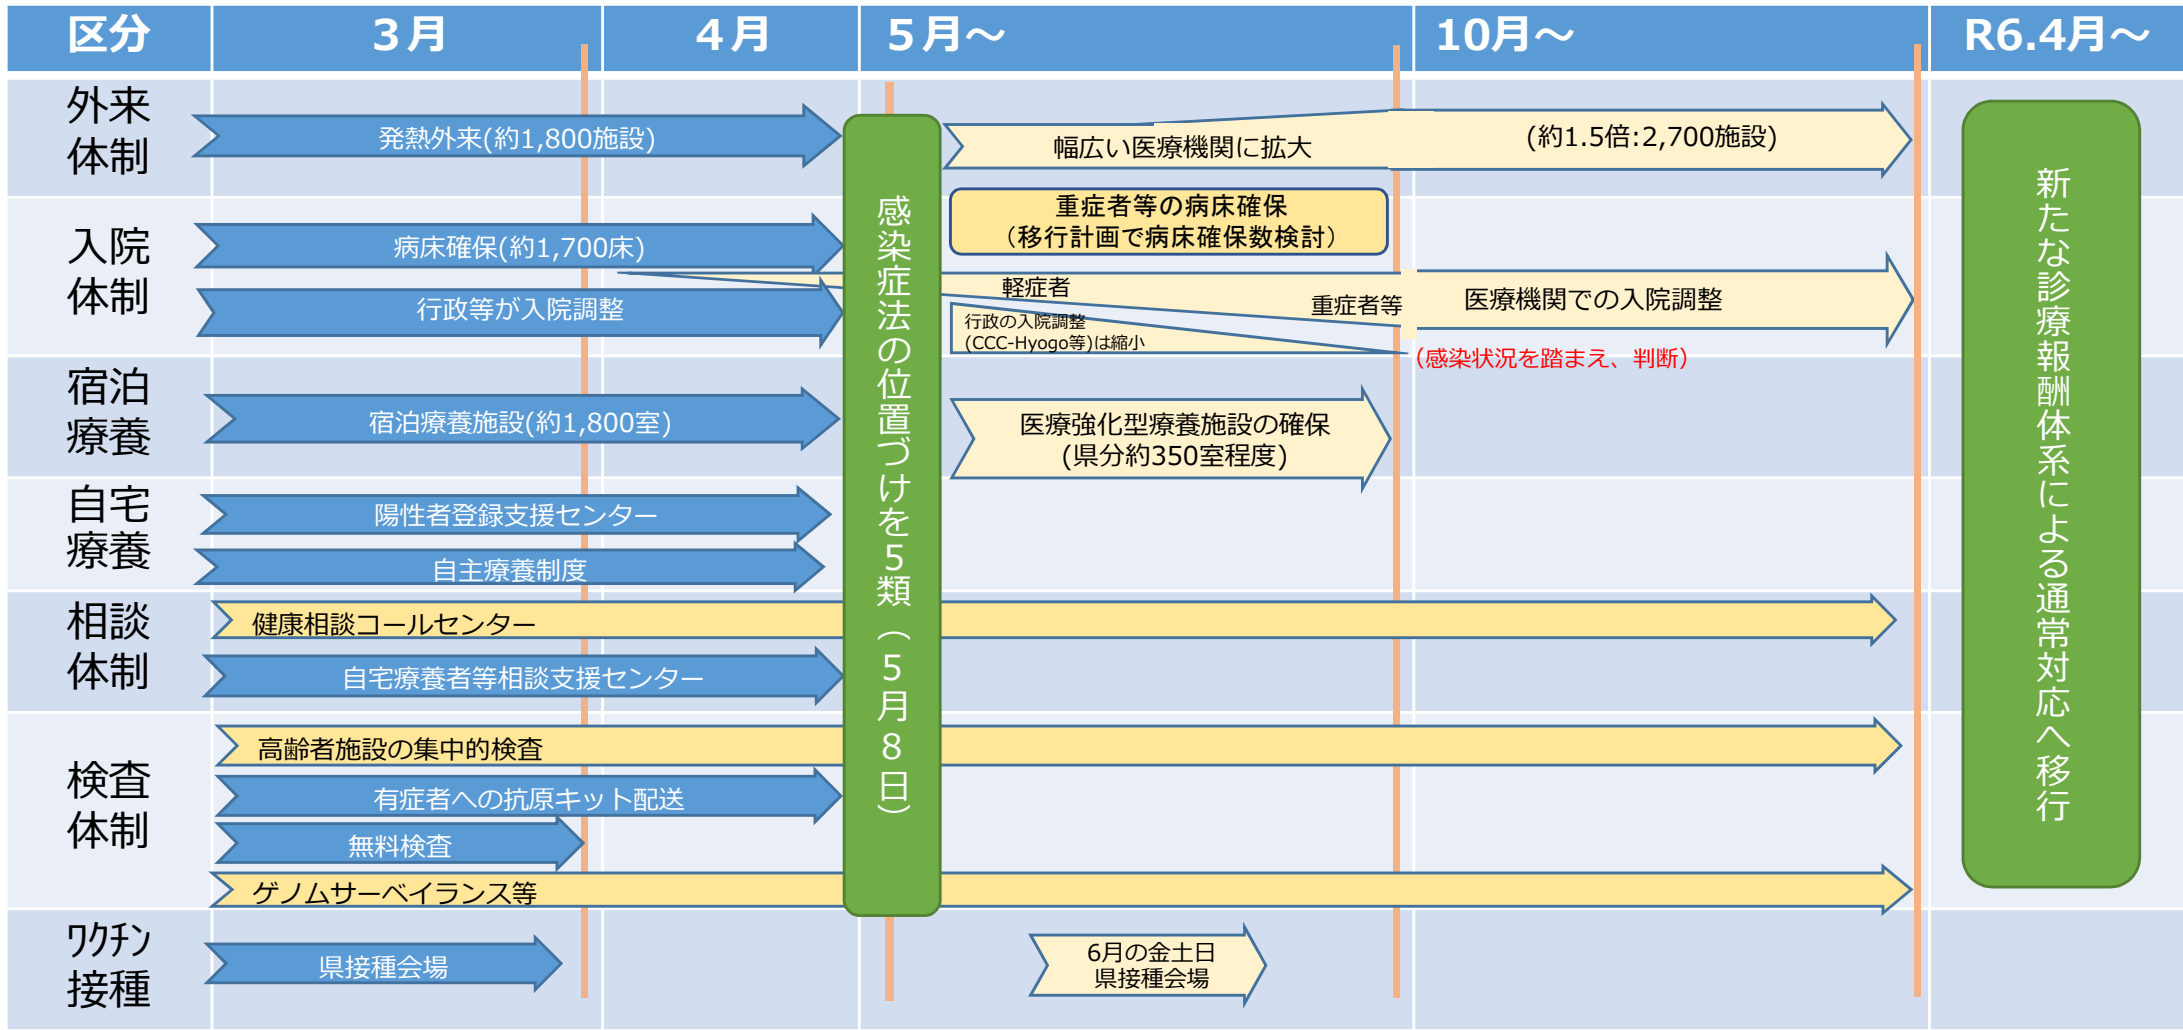 区分
３月
４月
５月～
10月～
R6.4月～
外来
体制
発熱外来(約1,800施設)
幅広い医療機関に拡大
(約1.5倍:2,700施設)
入院
体制
病床確保(約1,700床)
重症者等の病床確保
（移行計画で病床確保数検討）
行政等が入院調整
軽症者
重症者等
医療機関での入院調整
行政の入院調整
(CCC-Hyogo等)は縮小
（感染状況を踏まえ、判断）
宿泊
療養
宿泊療養施設(約1,800室)
医療強化型療養施設の確保
(県分約350室程度)
自宅
療養
陽性者登録支援センター
自主療養制度
相談
体制
健康相談コールセンター
自宅療養者等相談支援センター
検査
体制
高齢者施設の集中的検査
有症者への抗原キット配送
無料検査
ゲノムサーベイランス等
ﾜｸﾁﾝ
接種
県接種会場
6月の金土日
県接種会場
感染症法の位置づけを５類（５月８日）
新たな診療報酬体系による通常対応へ移行